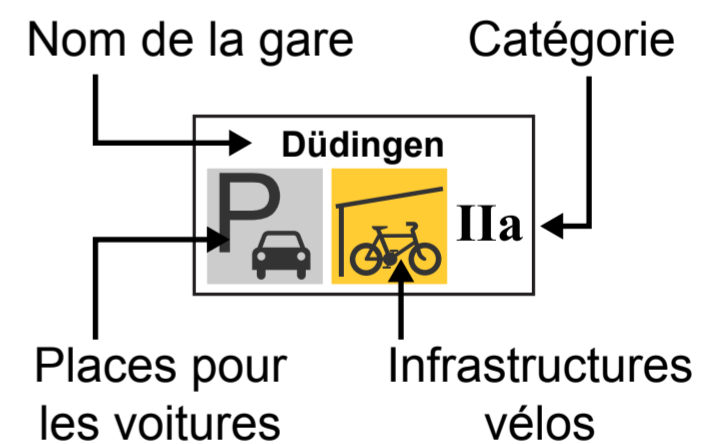 Nom de la gare
Catégorie
Düdingen
P
IIa
Places pour
les voitures
Infrastructures
vélos